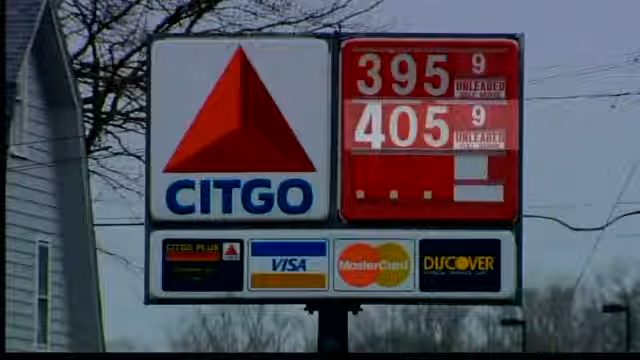 395 9
UNLEADED
405 9
UNLEADED
CITGO
CITGO PLUS
VISA
MasterCard
DISCOVER